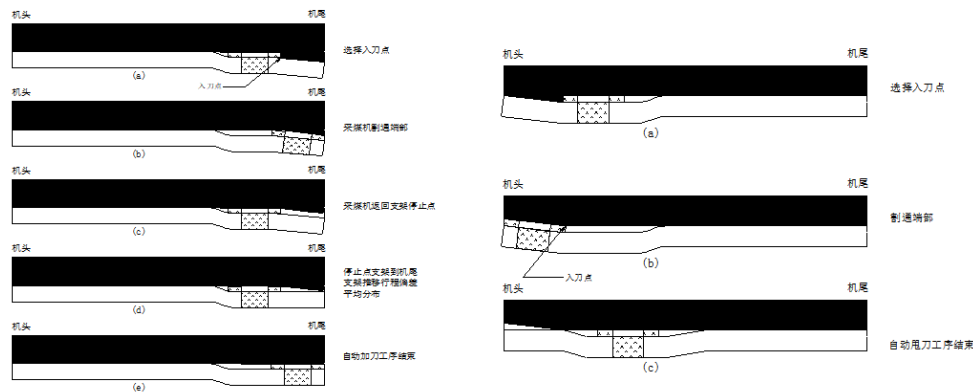 机头 机尾
选择入刀点
(a)
入刀点
机头 机尾
采煤机割通端部
(b)
机头 机尾
采煤机返回支架停止点
(c)
机头 机尾
停止点支架到机尾
支架推移行程偏差
平均分布
(d)
机头 机尾
自动加刀工序结束
(e)
机头 机尾
选择入刀点
(a)
机头 机尾
割通端部
(b)
入刀点
机头 机尾
自动甩刀工序结束
(c)